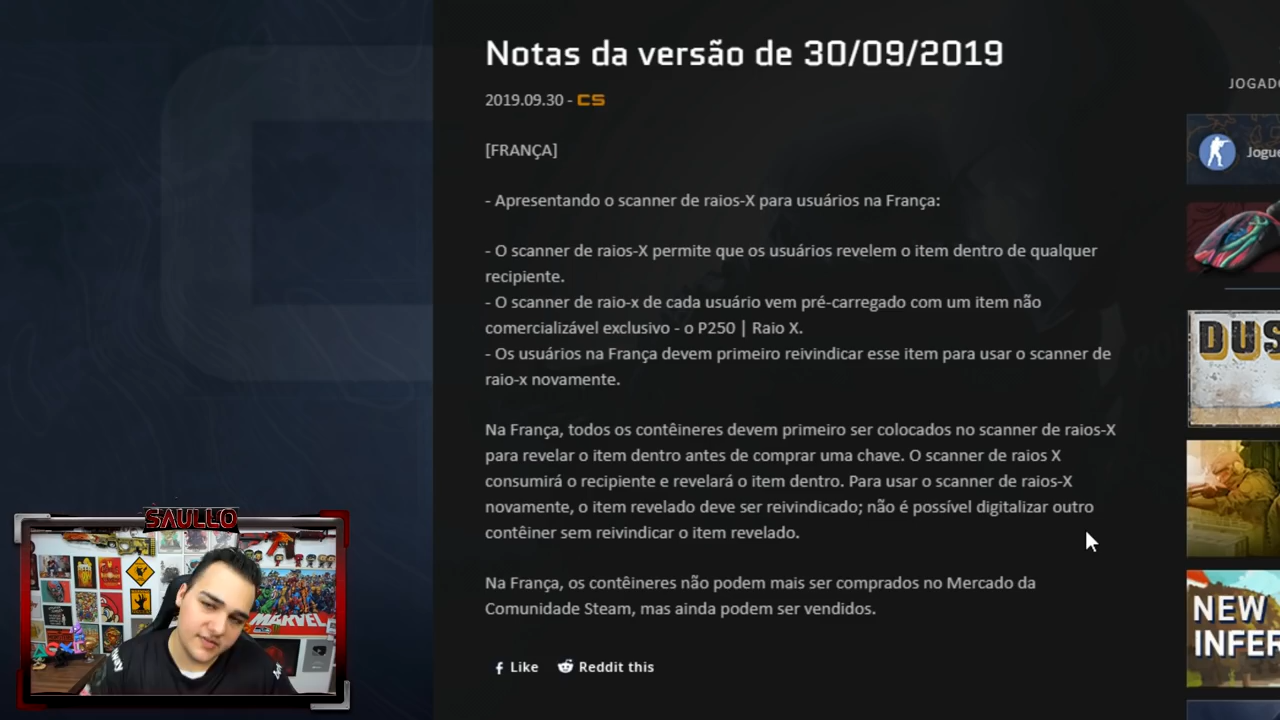 Notas da versão de 30/09/2019
2019.09.30 - CS
[FRANÇA]
- Apresentando o scanner de raios-X para usuários na França:
- O scanner de raios-X permite que os usuários revelem o item dentro de qualquer
recipiente.
- O scanner de raio-x de cada usuário vem pré-carregado com um item não
comercializável exclusivo - o P250 | Raio X.
- Os usuários na França devem primeiro reivindicar esse item para usar o scanner de
raio-x novamente.
Na França, todos os contêineres devem primeiro ser colocados no scanner de raios-X
para revelar o item dentro antes de comprar uma chave. O scanner de raios X
consumirá o recipiente e revelará o item dentro. Para usar o scanner de raios-X
novamente, o item revelado deve ser reivindicado; não é possível digitalizar outro
contêiner sem reivindicar o item revelado.
Na França, os contêineres não podem mais ser comprados no Mercado da
Comunidade Steam, mas ainda podem ser vendidos.
Like
Reddit this
JOGAD
Jogue
DUS
NEW
INFER
SAULLO
MARVEL